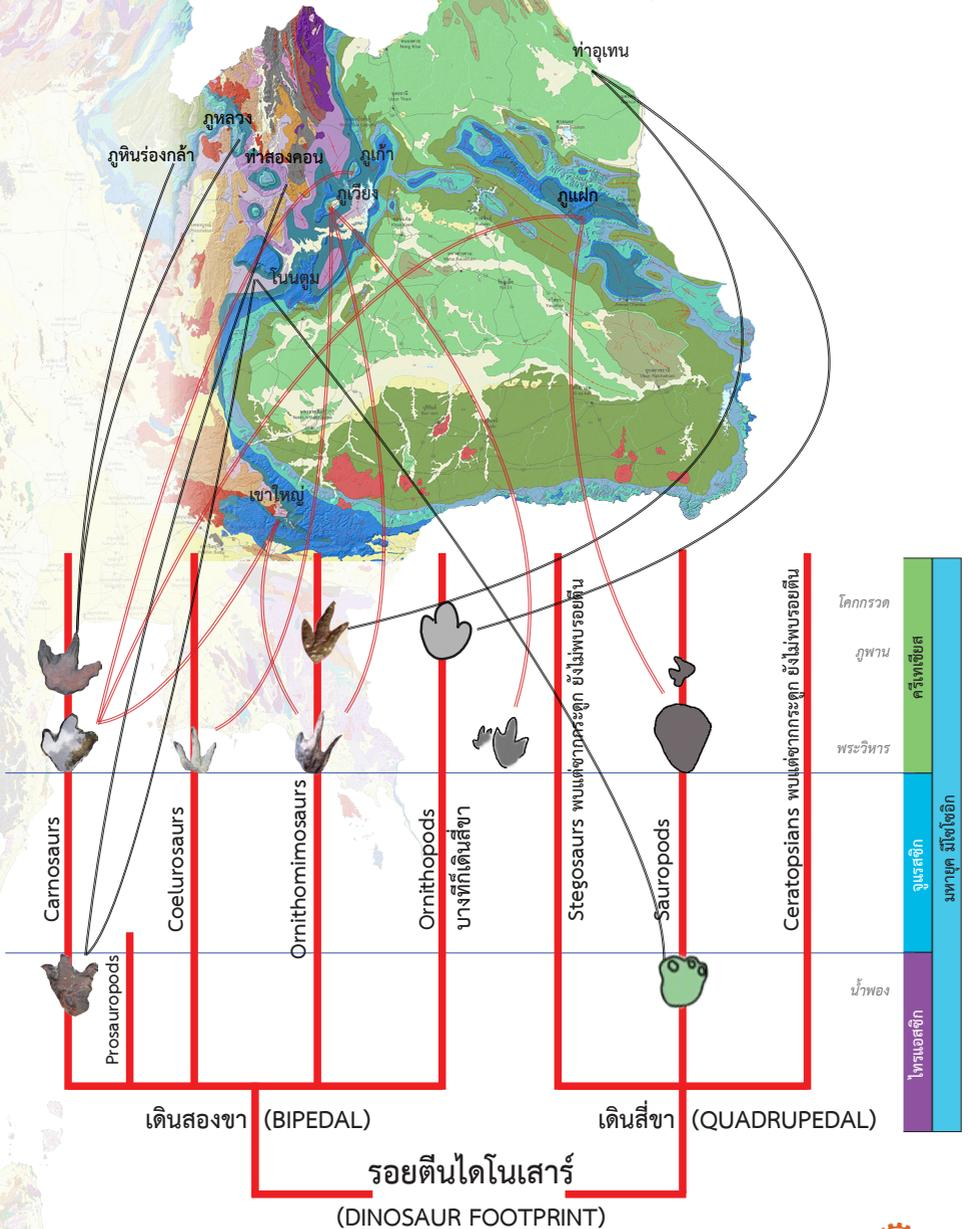 ท่าอุเทน
ภูหลวง
ภูหินร่องกล้า
ท่าสองคอน
ภูเก้า
ภูเวียง
ภูแฝก
โนนตูม
เขาใหญ่
โคกกรวด
ภูพาน
พระวิหาร
น้ำพอง
ครีเทเชียส
จูแรสซิก
ไทรแอสซิก
มหายุค มีโซโซอิก
Carnosaurs
Prosauropods
Coelurosaurs
Ornithomimosaurs
Ornithopods
บางทีก็เดินสี่ขา
Stegosaurs พบแต่ซากกระดูก ยังไม่พบรอยตีน
Sauropods
Ceratopsians พบแต่ซากกระดูก ยังไม่พบรอยตีน
เดินสองขา (BIPEDAL)
เดินสี่ขา (QUADRUPEDAL)
รอยตีนไดโนเสาร์
(DINOSAUR FOOTPRINT)